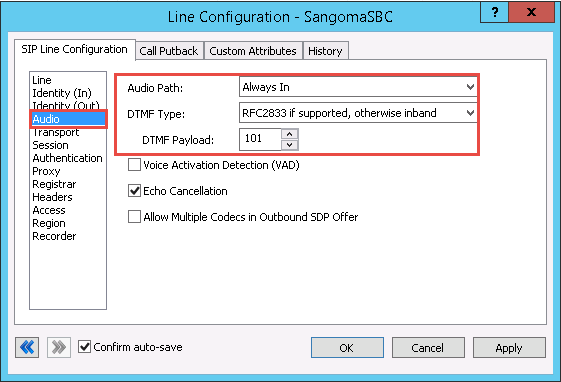 Line Configuration - SangomaSBC
? X
SIP Line Configuration Call Putback Custom Attributes History
Line
Identity (In)
Identity (Out)
Audio
Transport
Session
Authentication
Proxy
Registrar
Headers
Access
Region
Recorder
Audio Path: Always In
DTMF Type: RFC2833 if supported, otherwise inband
DTMF Payload: 101
Voice Activation Detection (VAD)
Echo Cancellation
Allow Multiple Codecs in Outbound SDP Offer
Confirm auto-save
OK Cancel Apply